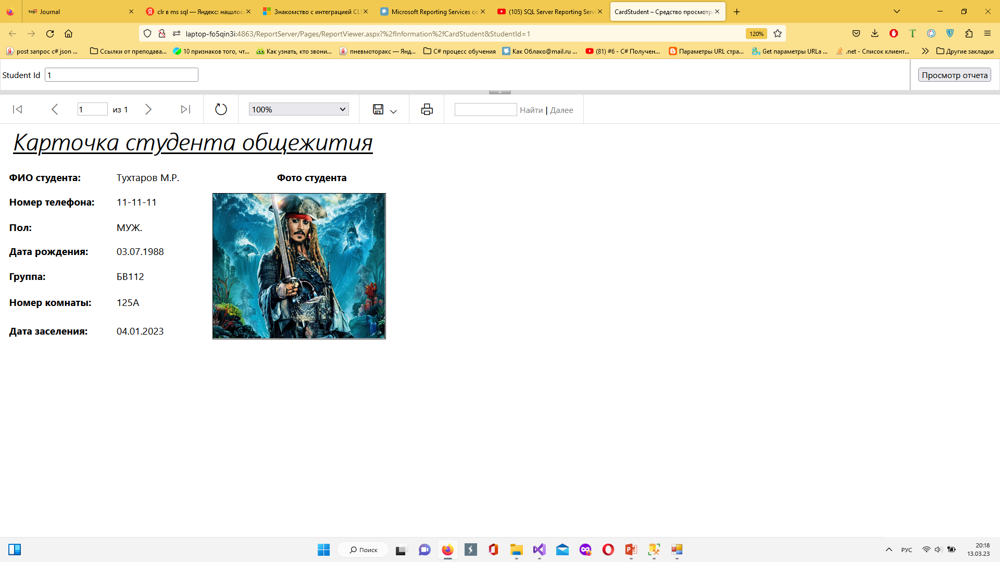 top! Journal
clr в ms sql — Яндекс: нашлос
Знакомство с интеграцией CL
Microsoft Reporting Services co
(105) SQL Server Reporting Serv
CardStudent – Средство просмотр
laptop-fo5qin3i:4863/ReportServer/Pages/ReportViewer.aspx?%2fInformation%2fCardStudent&StudentId=1
120%
post запрос c# json ...
Ссылки от преподава...
10 признаков того, чт...
Как узнать, кто звони...
пневмоторакс — Янд...
C# процесс обучения
Как Облако@mail.ru ...
(81) #6 - C# Получен...
Параметры URL стра...
Get параметры URLа ...
.net - Список клиент...
Другие закладки
Student Id 1
Просмотр отчета
1 из 1
100%
Найти | Далее
Карточка студента общежития
ФИО студента: Тухтаров М.Р.
Фото студента
Номер телефона: 11-11-11
Пол: МУЖ.
Дата рождения: 03.07.1988
Группа: БВ112
Номер комнаты: 125А
Дата заселения: 04.01.2023
Поиск
РУС
20:18
13.03.23